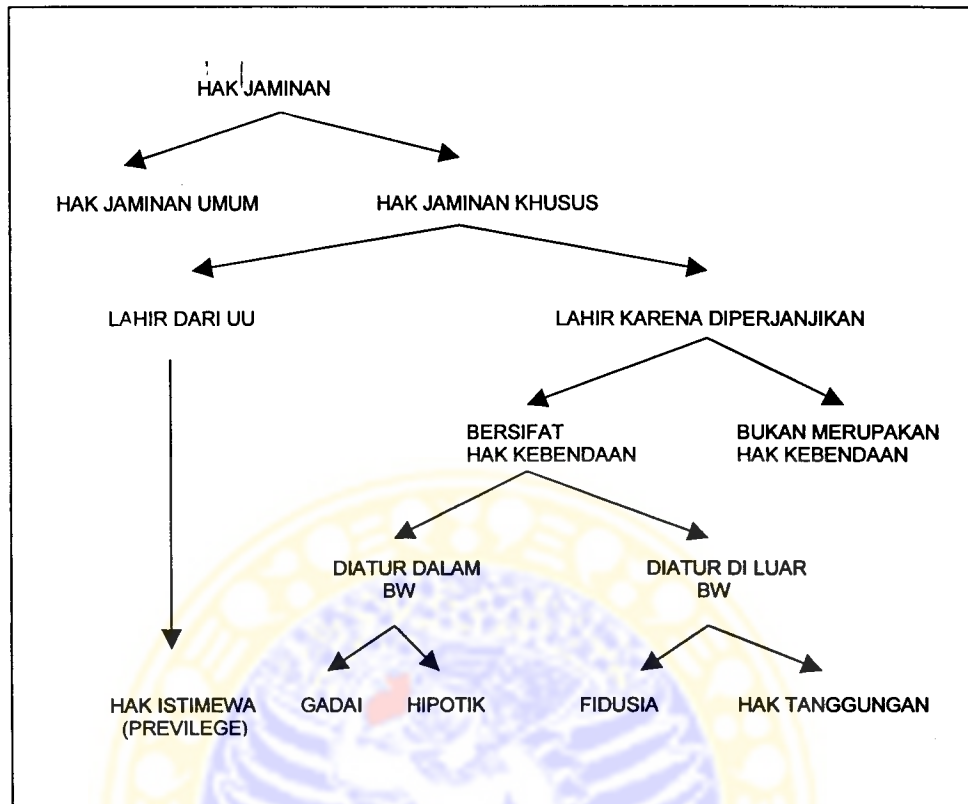 HAK JAMINAN
HAK JAMINAN UMUM
HAK JAMINAN KHUSUS
LAHIR DARI UU
LAHIR KARENA DIPERJANJIKAN
BERSIFAT
HAK KEBENDAAN
BUKAN MERUPAKAN
HAK KEBENDAAN
DIATUR DALAM
BW
DIATUR DI LUAR
BW
HAK ISTIMEWA
(PREVILEGE)
GADAI
HIPOTIK
FIDUSIA
HAK TANGGUNGAN